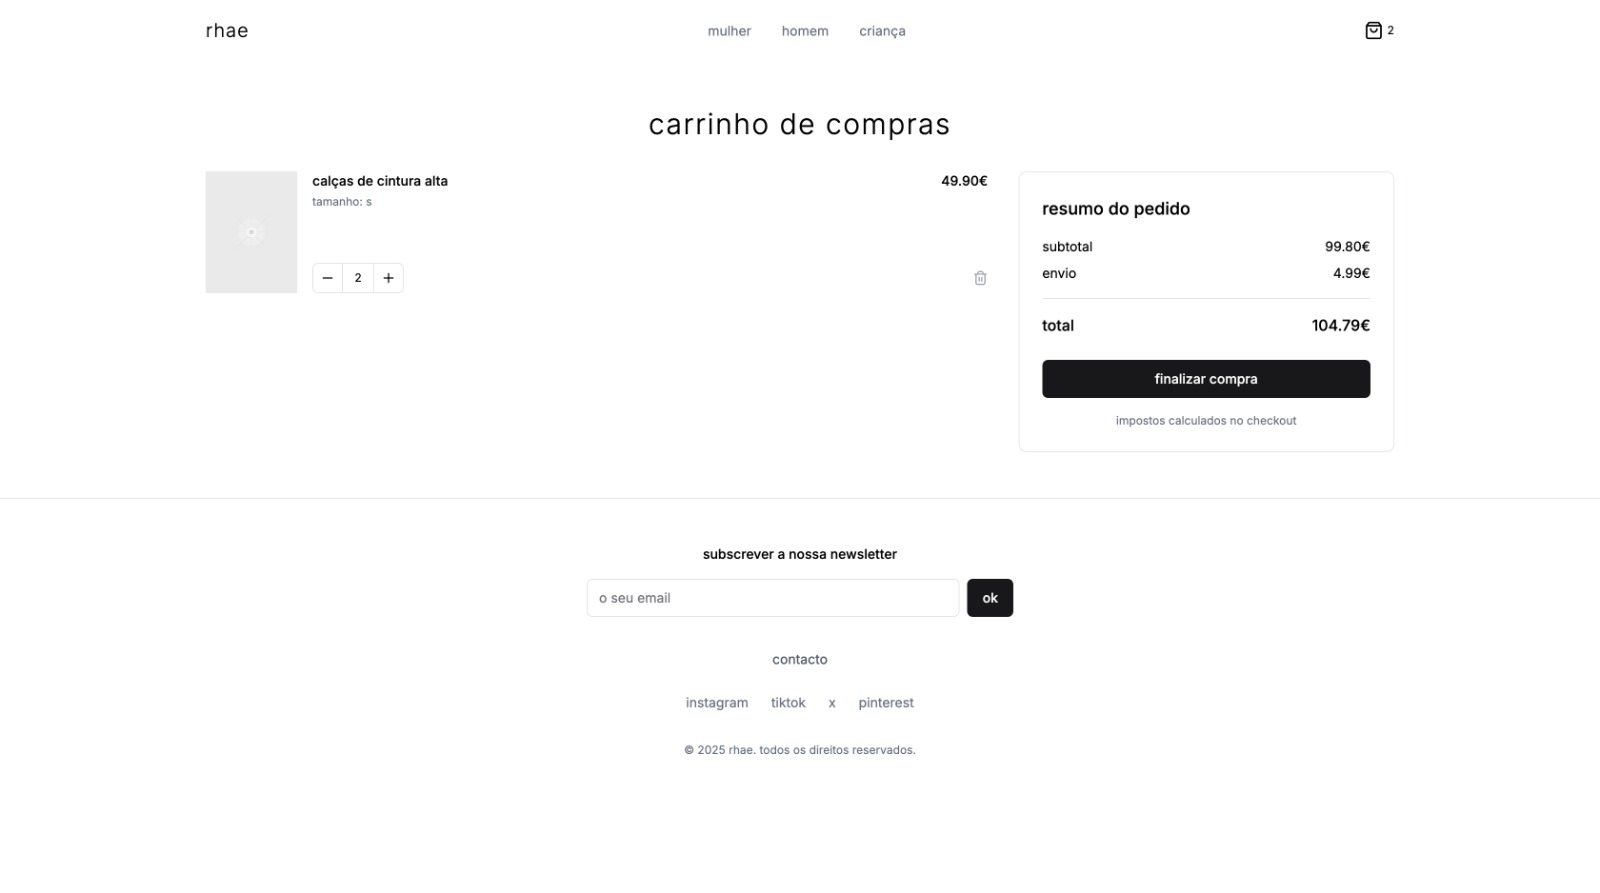 rhae
mulher homem criança
2
carrinho de compras
calças de cintura alta
49.90€
tamanho: s
2
resumo do pedido
subtotal 99.80€
envio 4.99€
total 104.79€
finalizar compra
impostos calculados no checkout
subscrever a nossa newsletter
o seu email
ok
contacto
instagram tiktok x pinterest
© 2025 rhae. todos os direitos reservados.